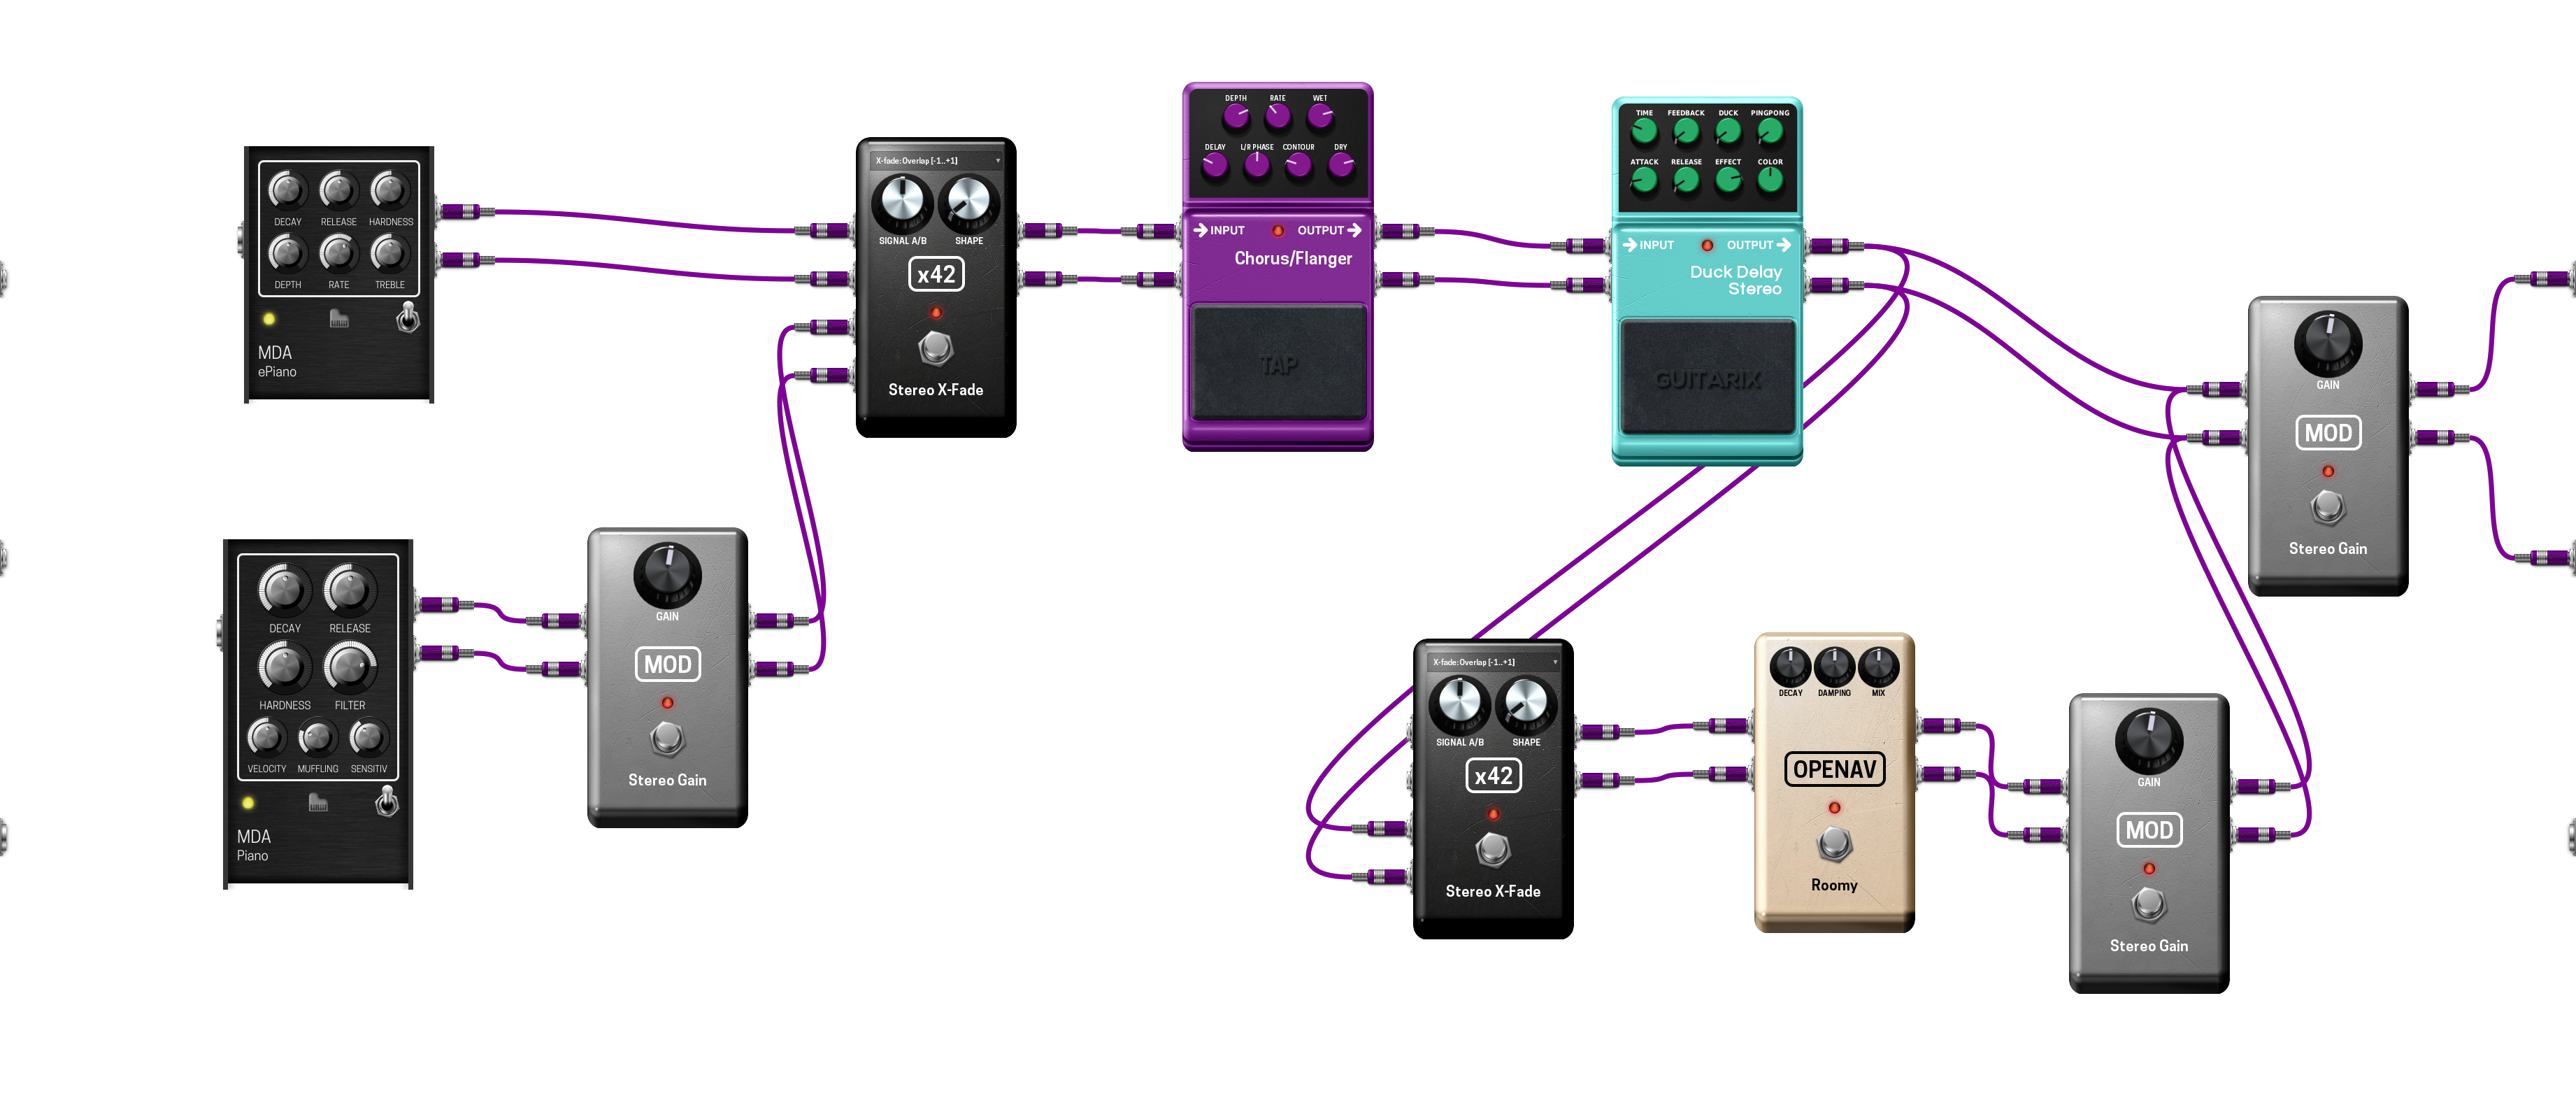 DECAY RELEASE HARDNESS
DEPTH RATE TREBLE
MDA
ePiano
X-fade: Overlap [-1..+1]
SIGNAL A/B SHAPE
x42
Stereo X-Fade
DEPTH RATE WET
DELAY L/R PHASE CONTOUR DRY
INPUT OUTPUT
Chorus/Flanger
TAP
TIME FEEDBACK DUCK PINGPONG
ATTACK RELEASE EFFECT COLOR
INPUT OUTPUT
Duck Delay
Stereo
GUITARIX
GAIN
MOD
Stereo Gain
DECAY RELEASE
HARDNESS FILTER
VELOCITY MUFFLING SENSITIV
MDA
Piano
GAIN
MOD
Stereo Gain
X-fade: Overlap [-1..+1]
SIGNAL A/B SHAPE
x42
Stereo X-Fade
DECAY DAMPING MIX
OPENAV
Roomy
GAIN
MOD
Stereo Gain